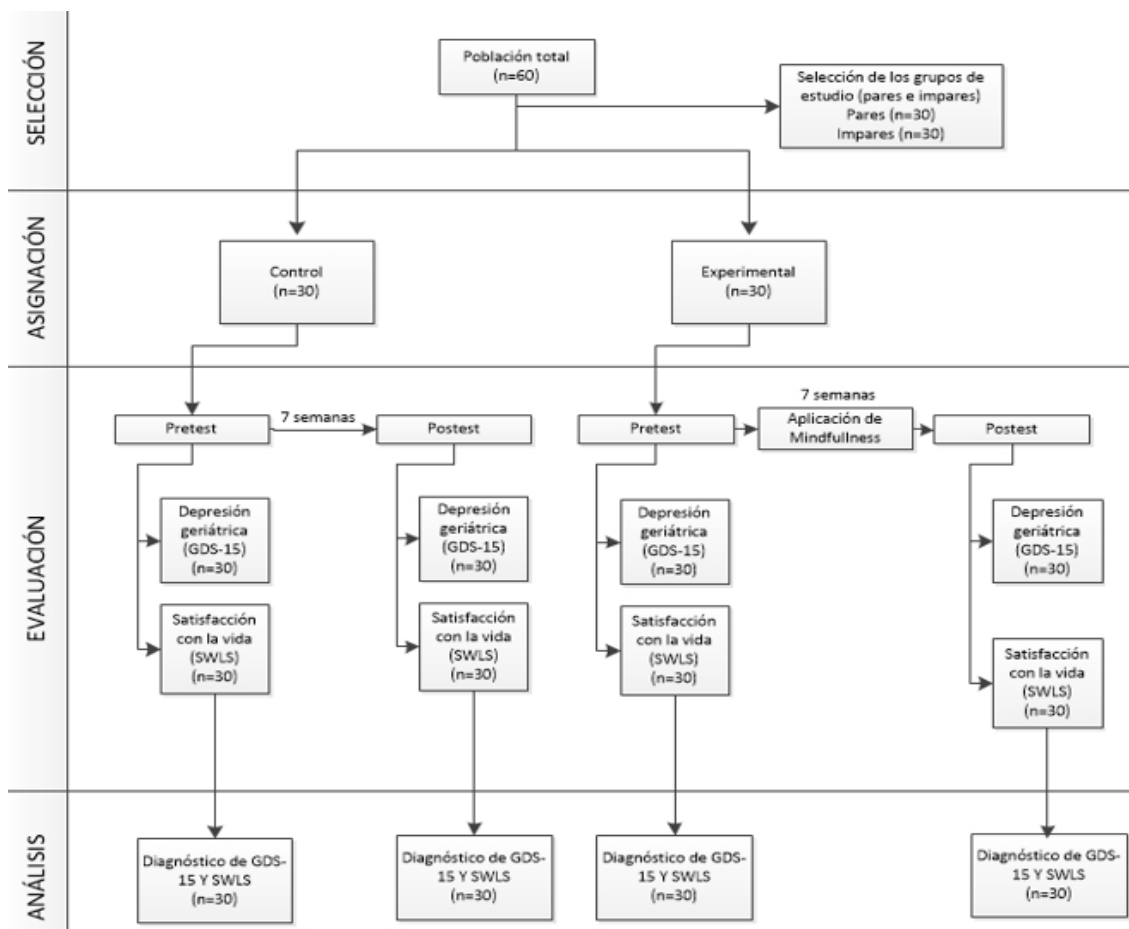 SELECCIÓN
Población total
(n=60)
Selección de los grupos de
estudio (pares e impares)
Pares (n=30)
Impares (n=30)
ASIGNACIÓN
Control
(n=30)
Experimental
(n=30)
EVALUACIÓN
Pretest
7 semanas
Postest
Pretest
7 semanas
Aplicación de
Mindfullness
Postest
Depresión
geriátrica
(GDS-15)
(n=30)
Depresión
geriátrica
(GDS-15)
(n=30)
Depresión
geriátrica
(GDS-15)
(n=30)
Depresión
geriátrica
(GDS-15)
(n=30)
Satisfacción
con la vida
(SWLS)
(n=30)
Satisfacción
con la vida
(SWLS)
(n=30)
Satisfacción
con la vida
(SWLS)
(n=30)
Satisfacción
con la vida
(SWLS)
(n=30)
ANÁLISIS
Diagnóstico de GDS-
15 Y SWLS
(n=30)
Diagnóstico de GDS-
15 Y SWLS
(n=30)
Diagnóstico de GDS-
15 Y SWLS
(n=30)
Diagnóstico de GDS-
15 Y SWLS
(n=30)